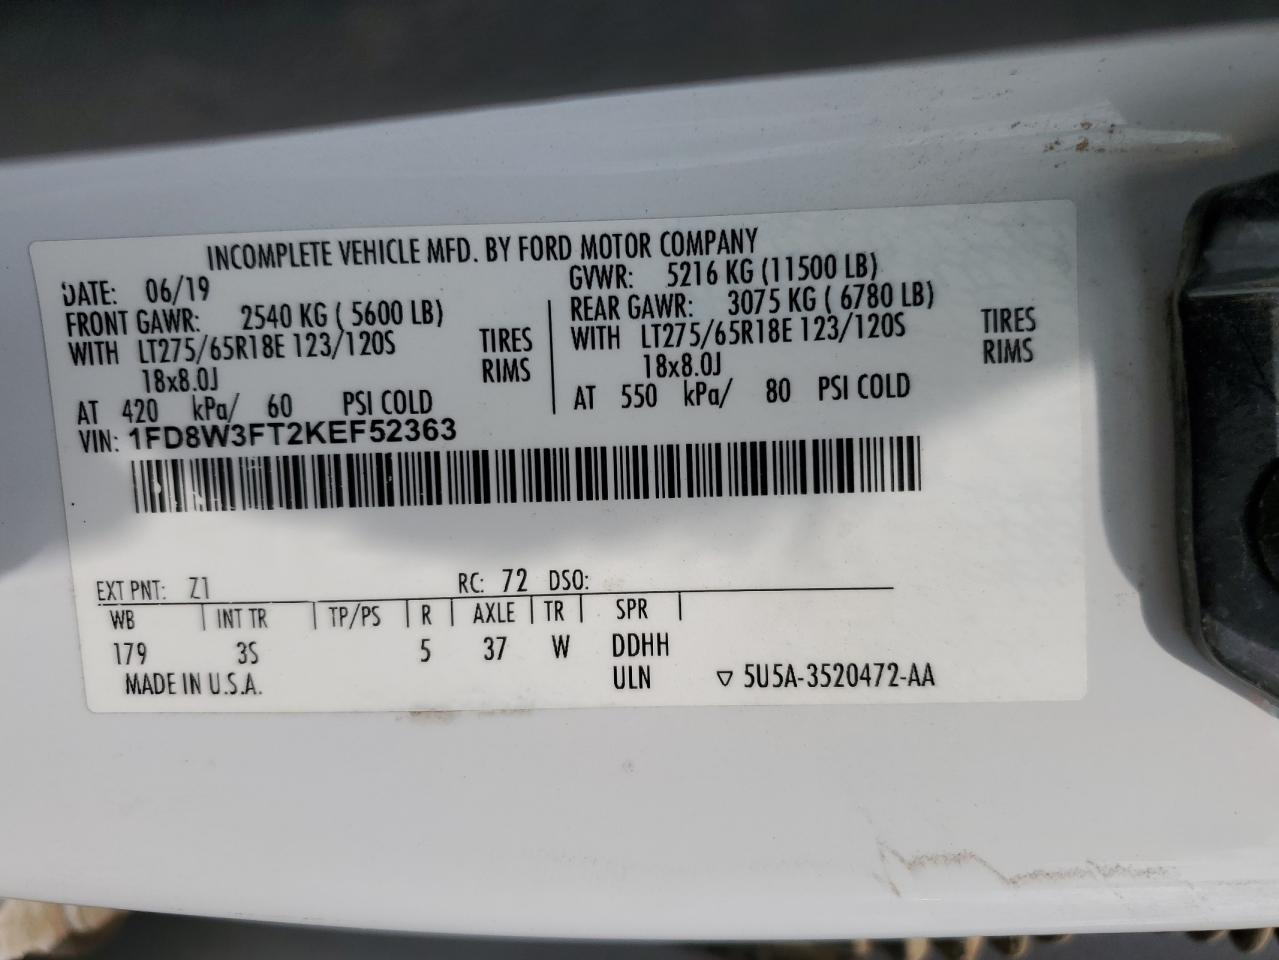 INCOMPLETE VEHICLE MFD. BY FORD MOTOR COMPANY
DATE: 06/19
GVWR: 5216 KG (11500 LB)
FRONT GAWR: 2540 KG ( 5600 LB)
REAR GAWR: 3075 KG ( 6780 LB)
WITH LT275/65R18E 123/120S TIRES
WITH LT275/65R18E 123/120S TIRES
18x8.0J RIMS
18x8.0J RIMS
AT 420 kPa/ 60 PSI COLD
AT 550 kPa/ 80 PSI COLD
VIN: 1FD8W3FT2KEF52363
EXT PNT: Z1 RC: 72 DSO:
WB INT TR TP/PS R AXLE TR SPR
179 3S 5 37 W DDHH
MADE IN U.S.A. ULN ▽ 5U5A-3520472-AA